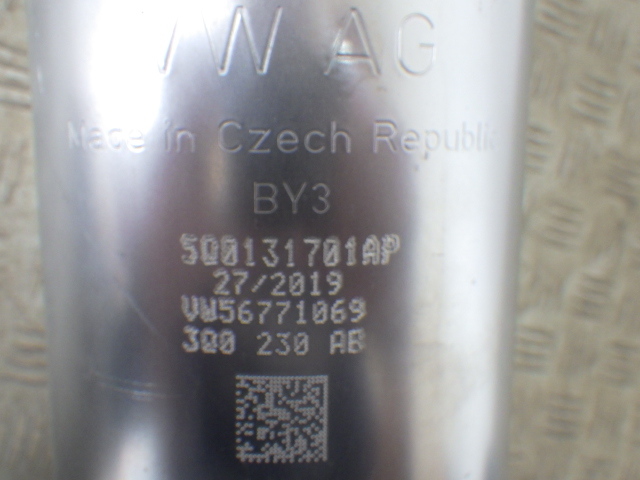 VW AG
Made in Czech Republic
BY3
5Q0131701AP
27/2019
VW56771069
3Q0 230 AB